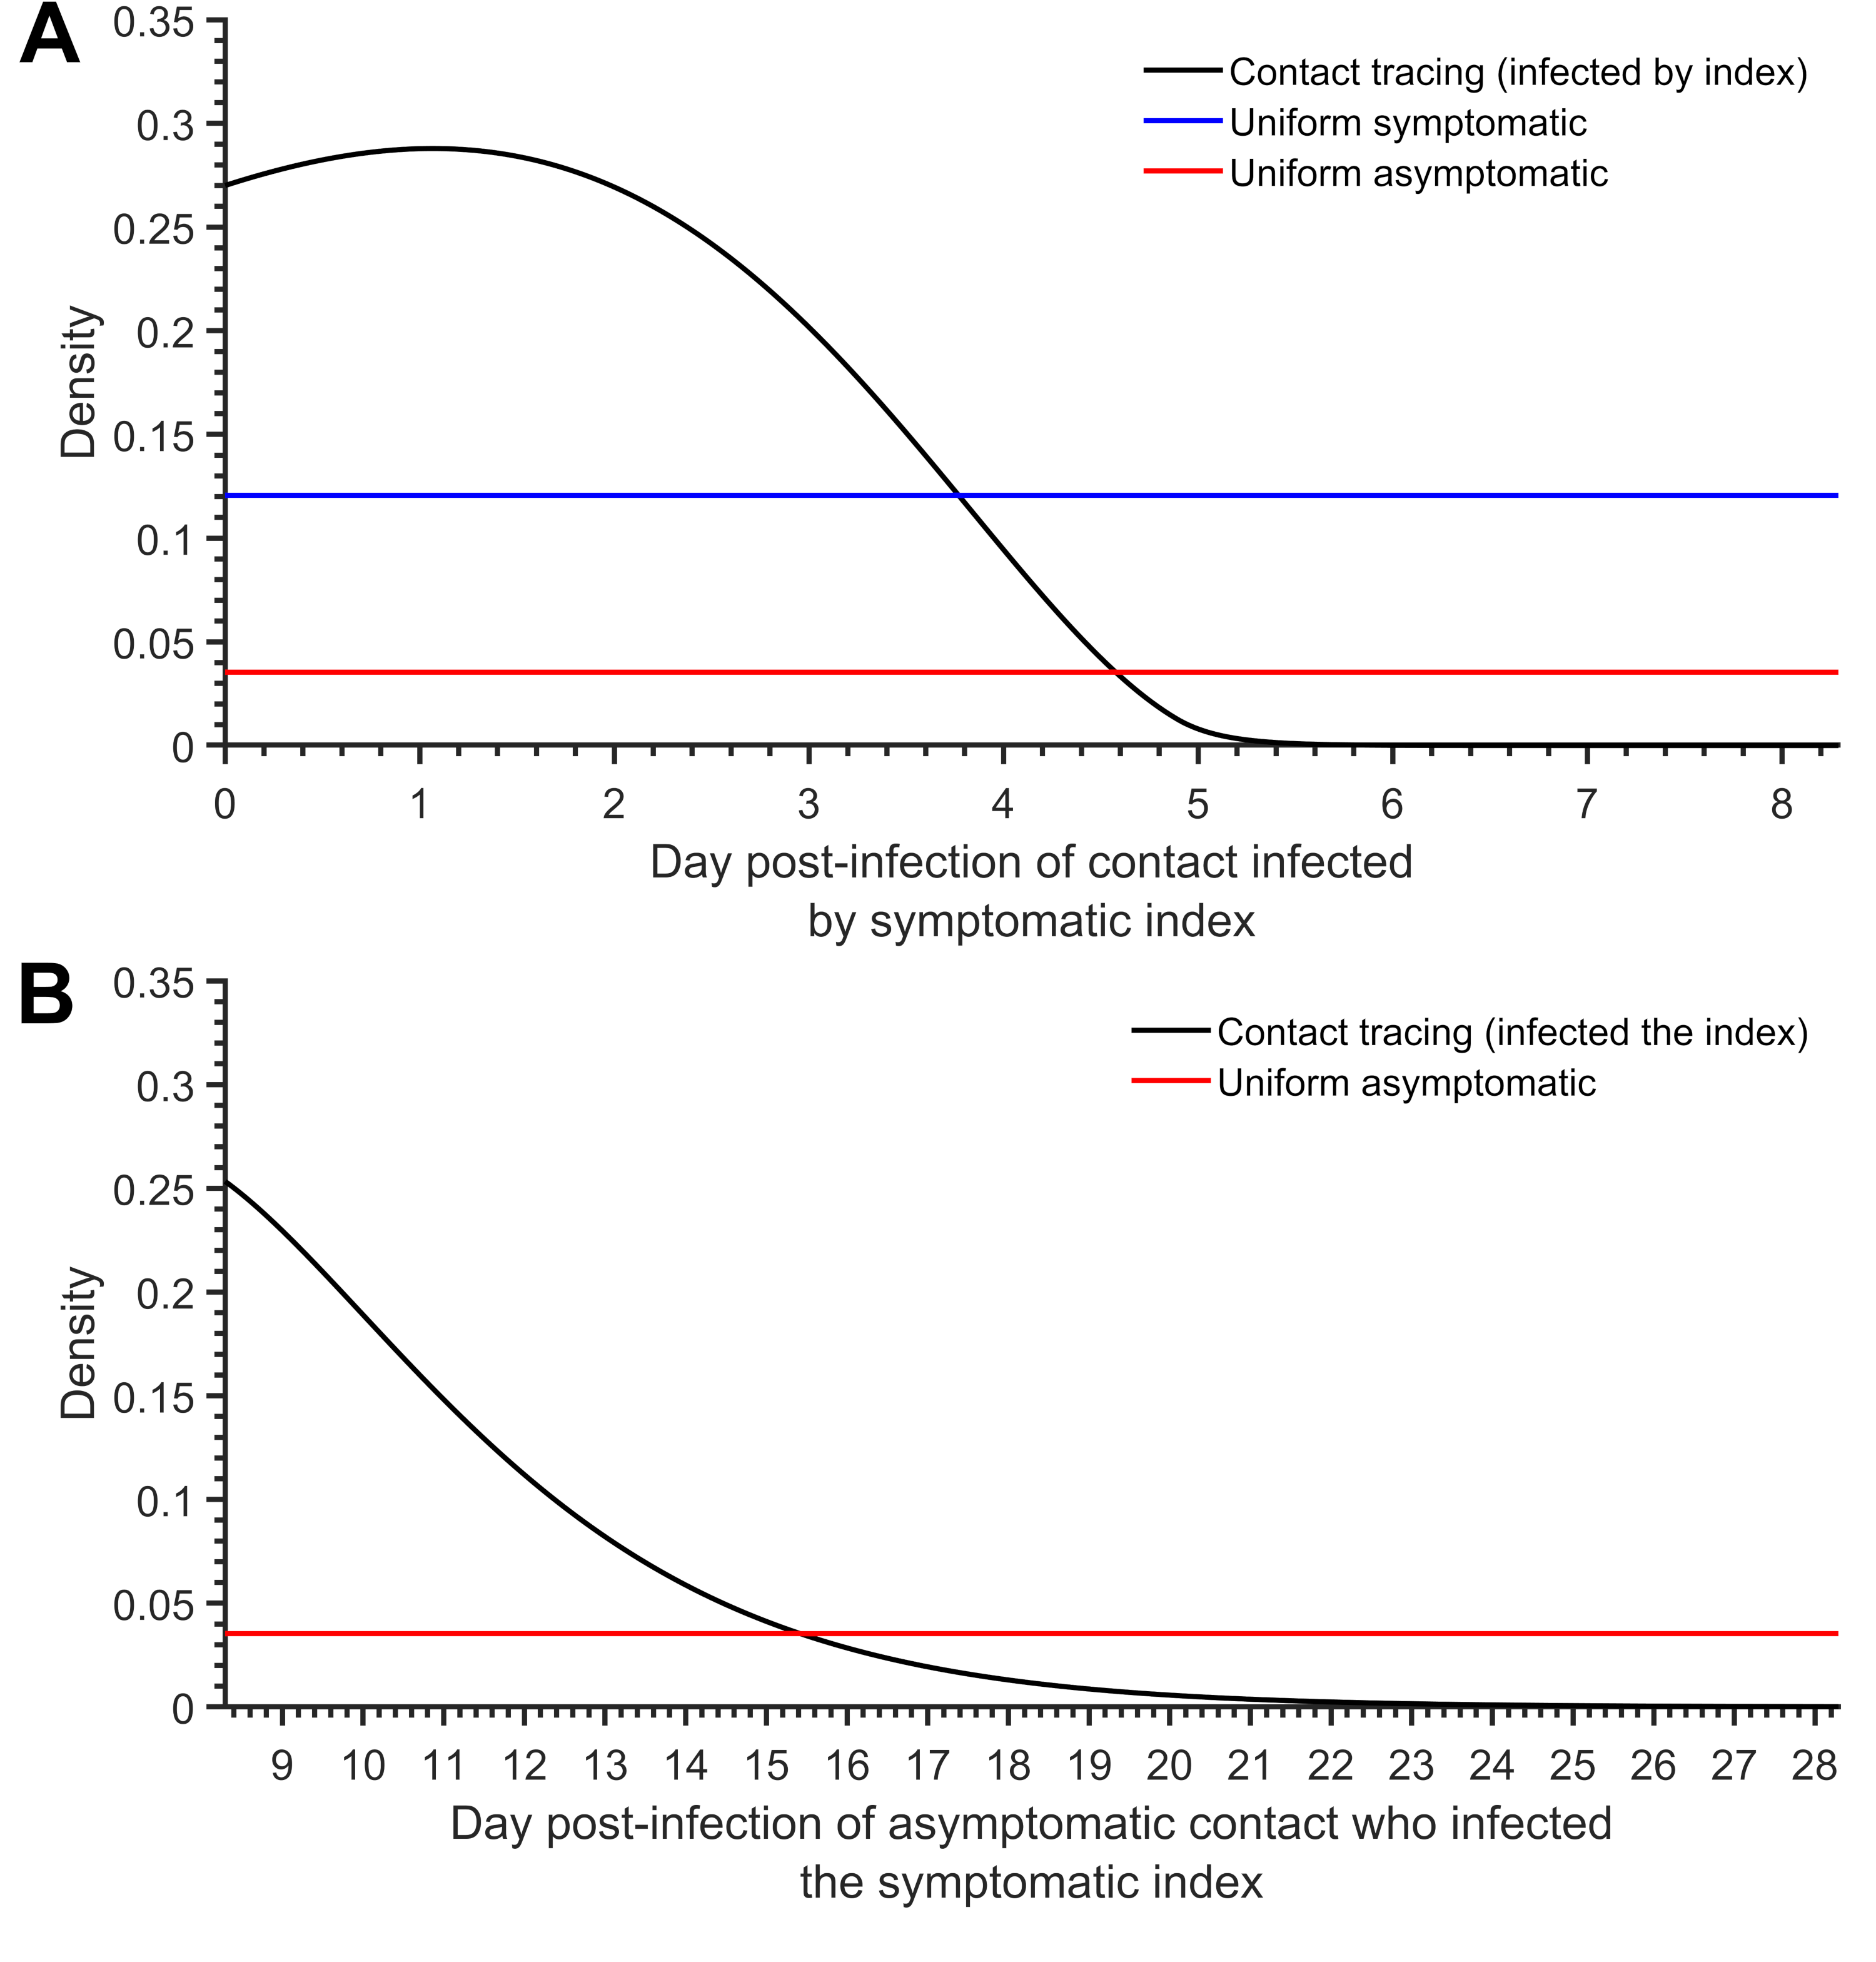 A
0.35
0.3
0.25
0.2
0.15
0.1
0.05
0
Density
Contact tracing (infected by index)
Uniform symptomatic
Uniform asymptomatic
0 1 2 3 4 5 6 7 8
Day post-infection of contact infected
by symptomatic index
B
0.35
0.3
0.25
0.2
0.15
0.1
0.05
0
Density
Contact tracing (infected the index)
Uniform asymptomatic
9 10 11 12 13 14 15 16 17 18 19 20 21 22 23 24 25 26 27 28
Day post-infection of asymptomatic contact who infected
the symptomatic index